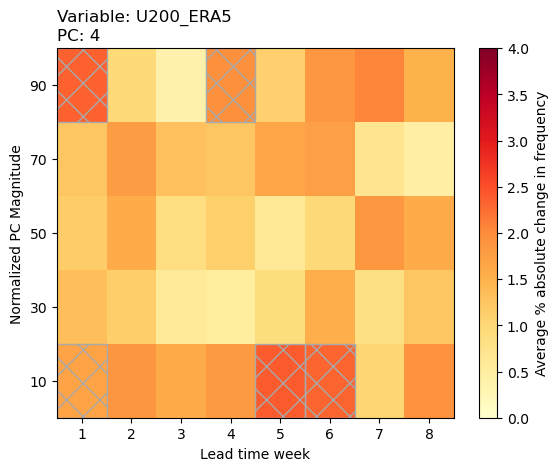 Variable: U200_ERA5
PC: 4
90
70
50
30
10
Normalized PC Magnitude
1 2 3 4 5 6 7 8
Lead time week
4.0
3.5
3.0
2.5
2.0
1.5
1.0
0.5
0.0
Average % absolute change in frequency